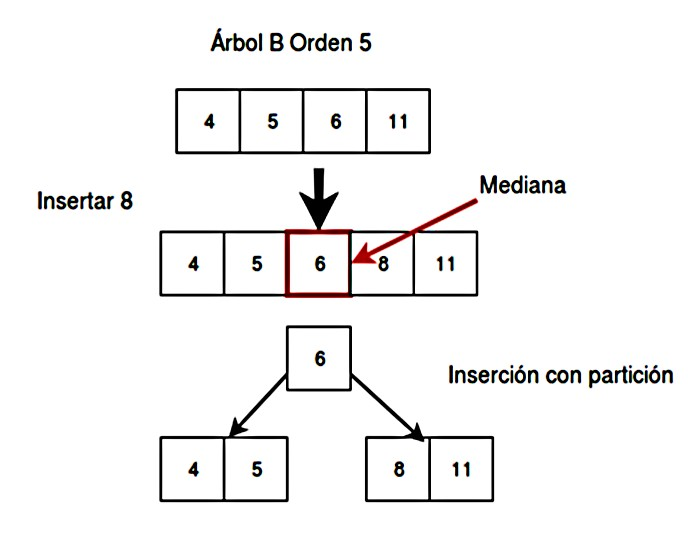 Árbol B Orden 5
4 5 6 11
Insertar 8
Mediana
4 5 6 8 11
6
Inserción con partición
4 5
8 11